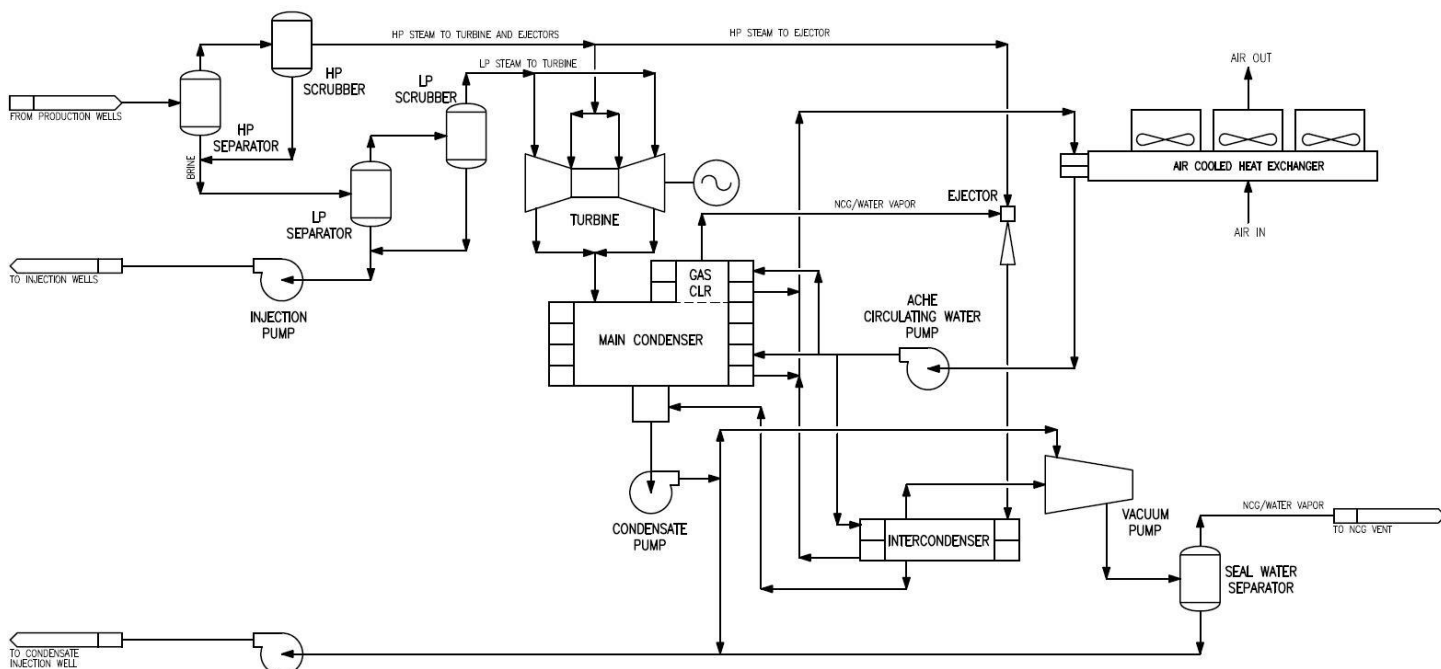 HP STEAM TO TURBINE AND EJECTORS
HP STEAM TO EJECTOR
AIR OUT
HP
SCRUBBER
LP STEAM TO TURBINE
LP
SCRUBBER
FROM PRODUCTION WELLS
HP
SEPARATOR
BRINE
AIR COOLED HEAT EXCHANGER
LP
SEPARATOR
TURBINE
NCG/WATER VAPOR
EJECTOR
AIR IN
TO INJECTION WELLS
INJECTION
PUMP
GAS
CLR
MAIN CONDENSER
ACHE
CIRCULATING WATER
PUMP
CONDENSATE
PUMP
INTERCONDENSER
VACUUM
PUMP
NCG/WATER VAPOR
TO NCG VENT
SEAL WATER
SEPARATOR
TO CONDENSATE
INJECTION WELL